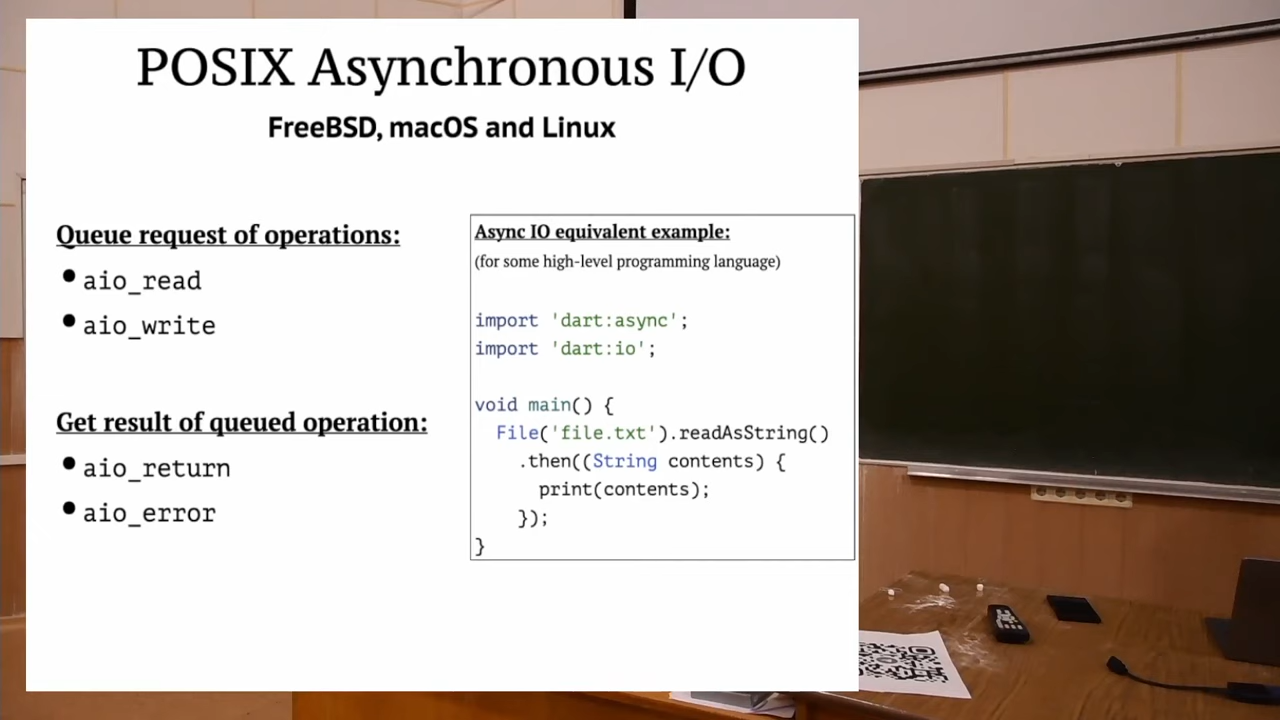 POSIX Asynchronous I/O
FreeBSD, macOS and Linux
Queue request of operations:
• aio_read
• aio_write
Get result of queued operation:
• aio_return
• aio_error
Async IO equivalent example:
(for some high-level programming language)
import 'dart:async';
import 'dart:io';
void main() {
  File('file.txt').readAsString()
    .then((String contents) {
      print(contents);
    });
}